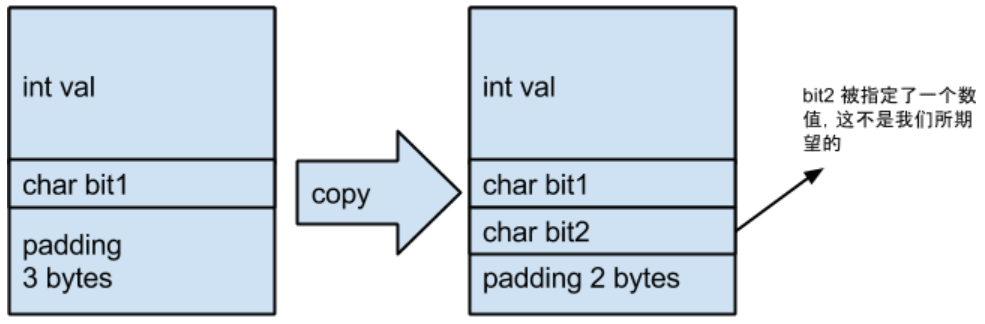 int val
char bit1
padding
3 bytes
copy
int val
char bit1
char bit2
padding 2 bytes
bit2 被指定了一个数
值, 这不是我们所期
望的